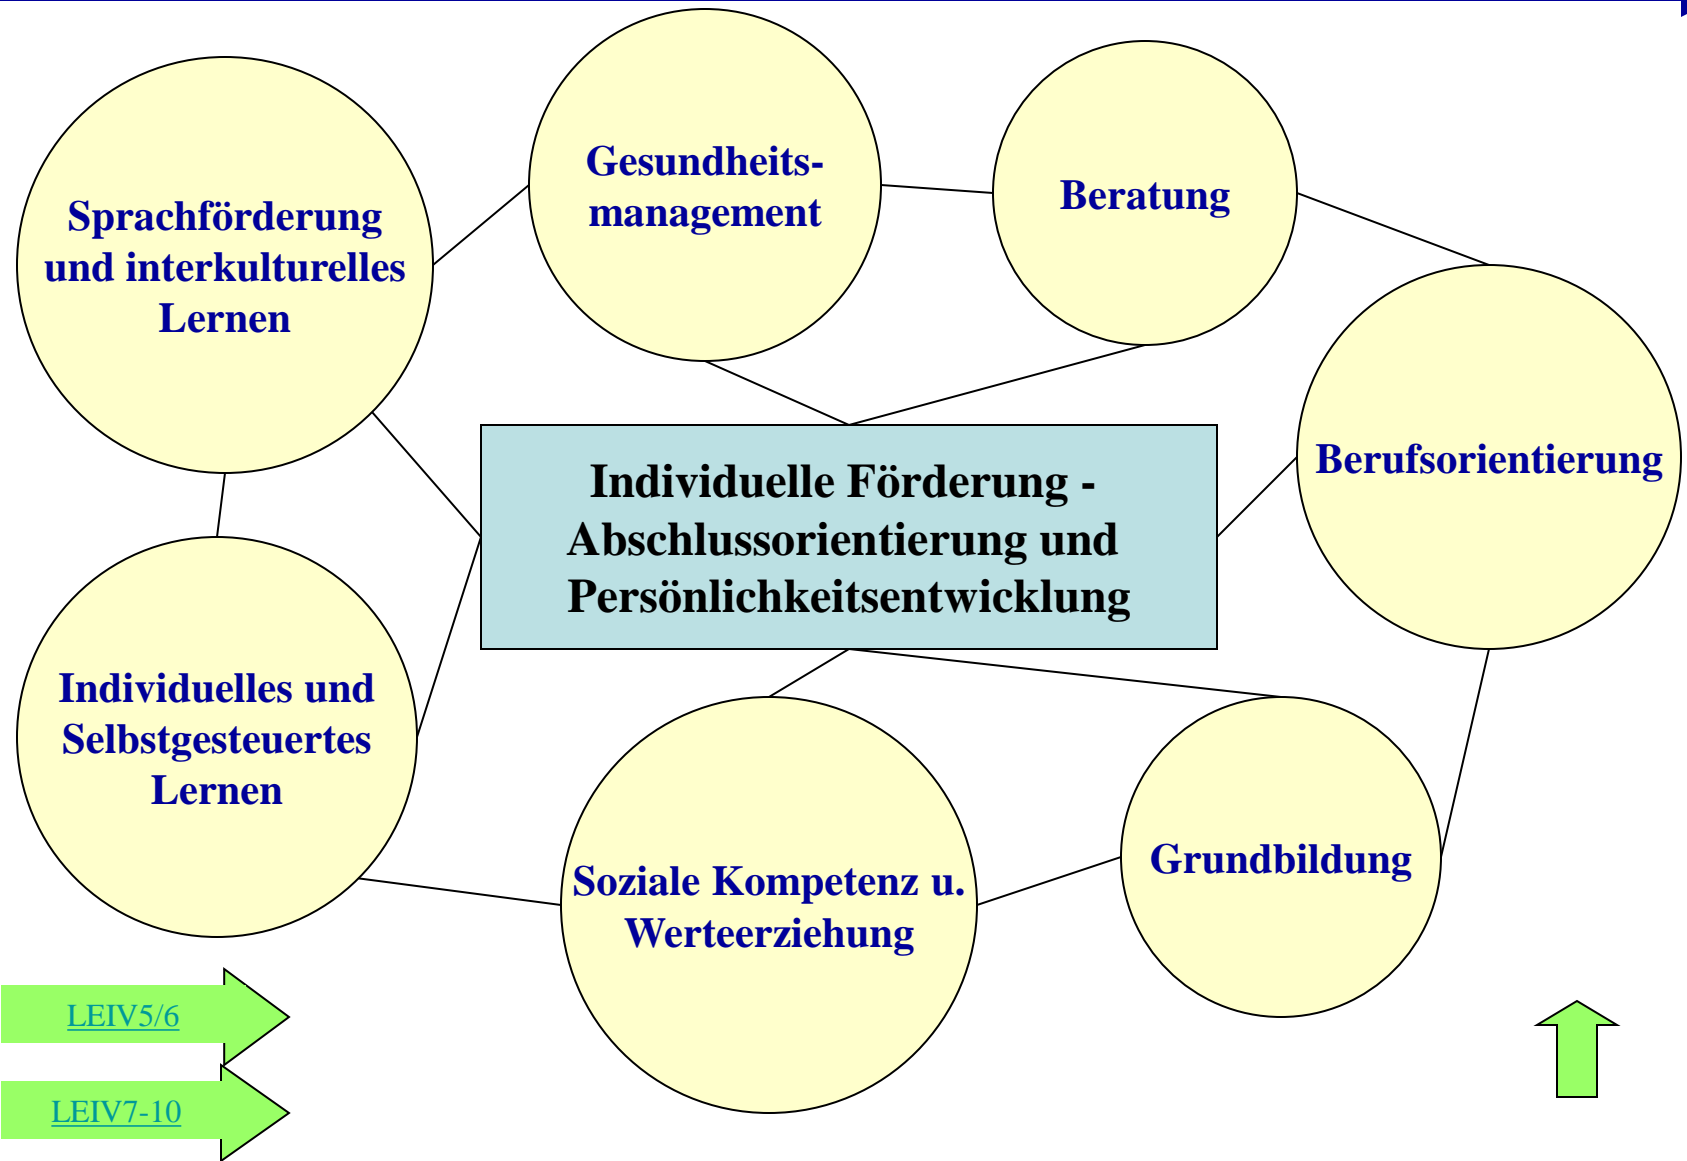 Gesundheits-
management
Beratung
Sprachförderung
und interkulturelles
Lernen
Berufsorientierung
Individuelle Förderung -
Abschlussorientierung und
Persönlichkeitsentwicklung
Individuelles und
Selbstgesteuertes
Lernen
Soziale Kompetenz u.
Werteerziehung
Grundbildung
LEIV5/6
LEIV7-10